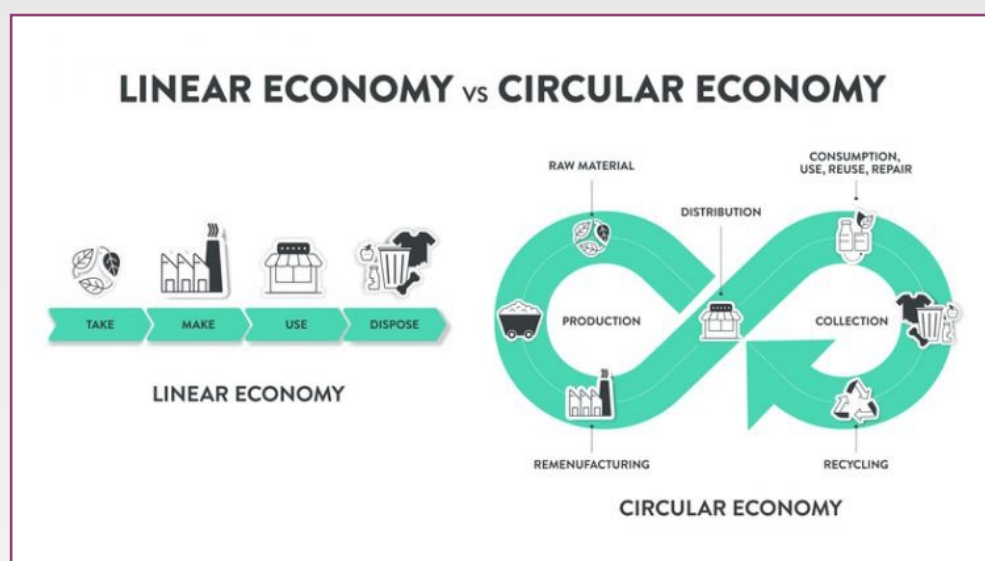 LINEAR ECONOMY VS CIRCULAR ECONOMY
TAKE
MAKE
USE
DISPOSE
LINEAR ECONOMY
RAW MATERIAL
CONSUMPTION,
USE, REUSE, REPAIR
DISTRIBUTION
PRODUCTION
COLLECTION
REMENUFACTURING
RECYCLING
CIRCULAR ECONOMY